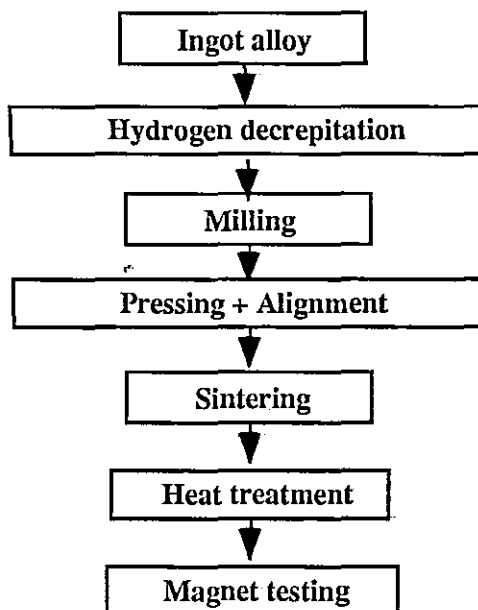 Ingot alloy
Hydrogen decrepitation
Milling
Pressing + Alignment
Sintering
Heat treatment
Magnet testing